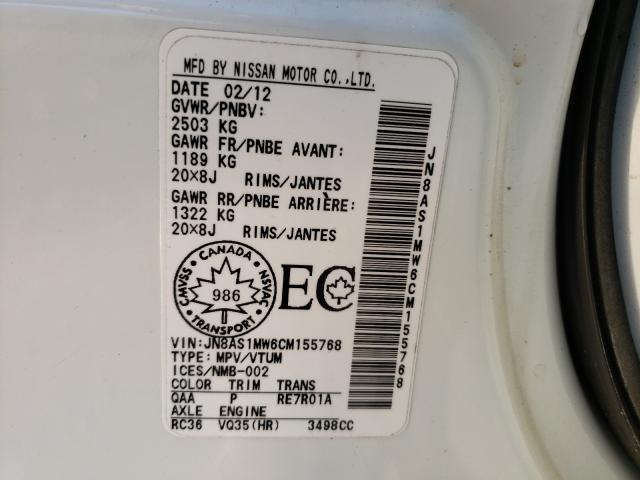 MFD BY NISSAN MOTOR CO.,LTD.
DATE 02/12
GVWR/PNBV:
2503 KG
GAWR FR/PNBE AVANT:
1189 KG
20×8J RIMS/JANTES
GAWR RR/PNBE ARRIÈRE:
1322 KG
20×8J RIMS/JANTES
CANADA
CMVSS
NSVAC
986
TRANSPORT
EC
VIN:JN8AS1MW6CM155768
TYPE: MPV/VTUM
ICES/NMB-002
COLOR TRIM TRANS
QAA P RE7R01A
AXLE ENGINE
RC36 VQ35(HR) 3498CC
JN8AS1MW6CM155768